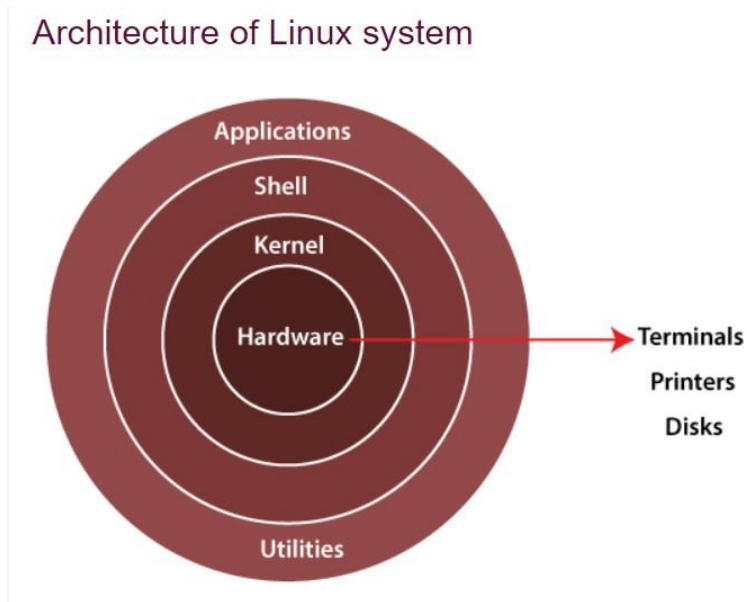 Architecture of Linux system
Applications
Shell
Kernel
Hardware
Terminals
Printers
Disks
Utilities